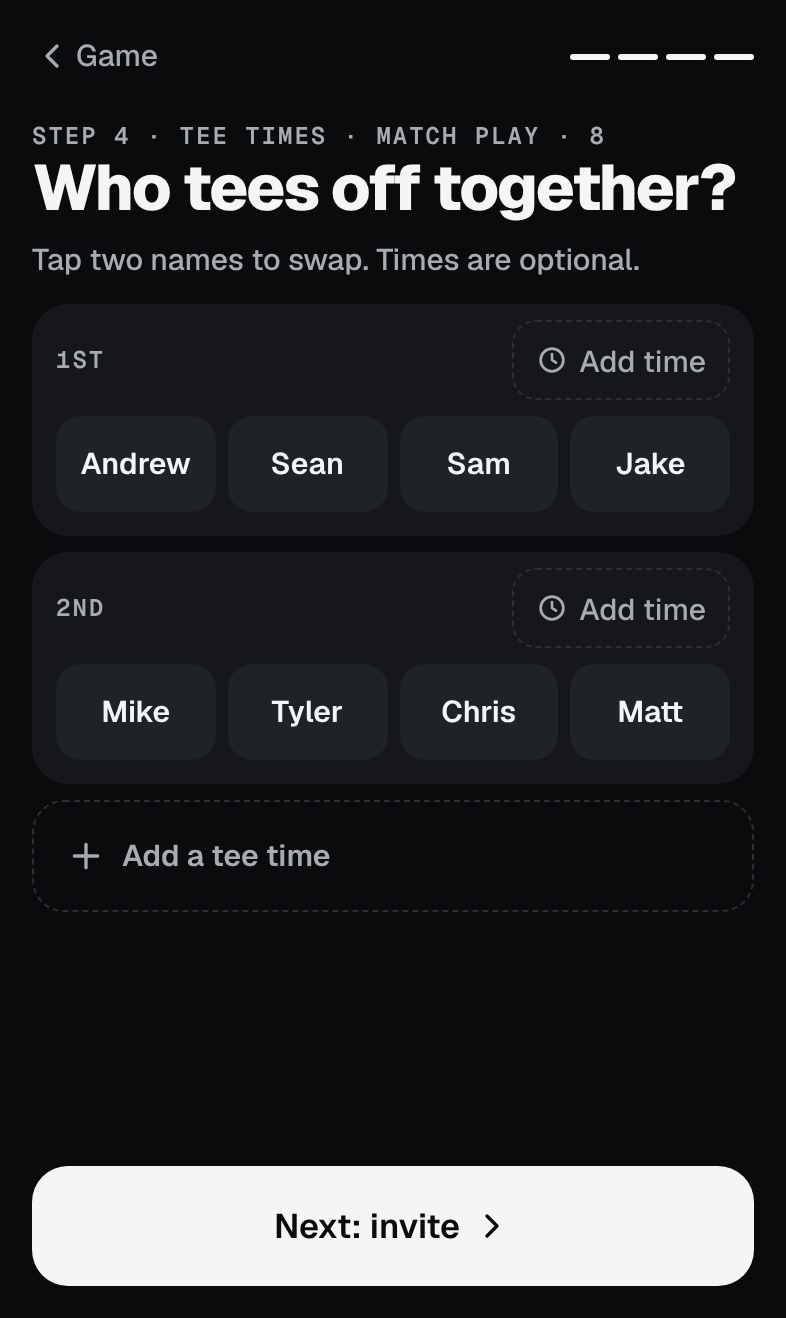 Game
STEP 4 · TEE TIMES · MATCH PLAY · 8
Who tees off together?
Tap two names to swap. Times are optional.
1ST Add time
Andrew Sean Sam Jake
2ND Add time
Mike Tyler Chris Matt
Add a tee time
Next: invite